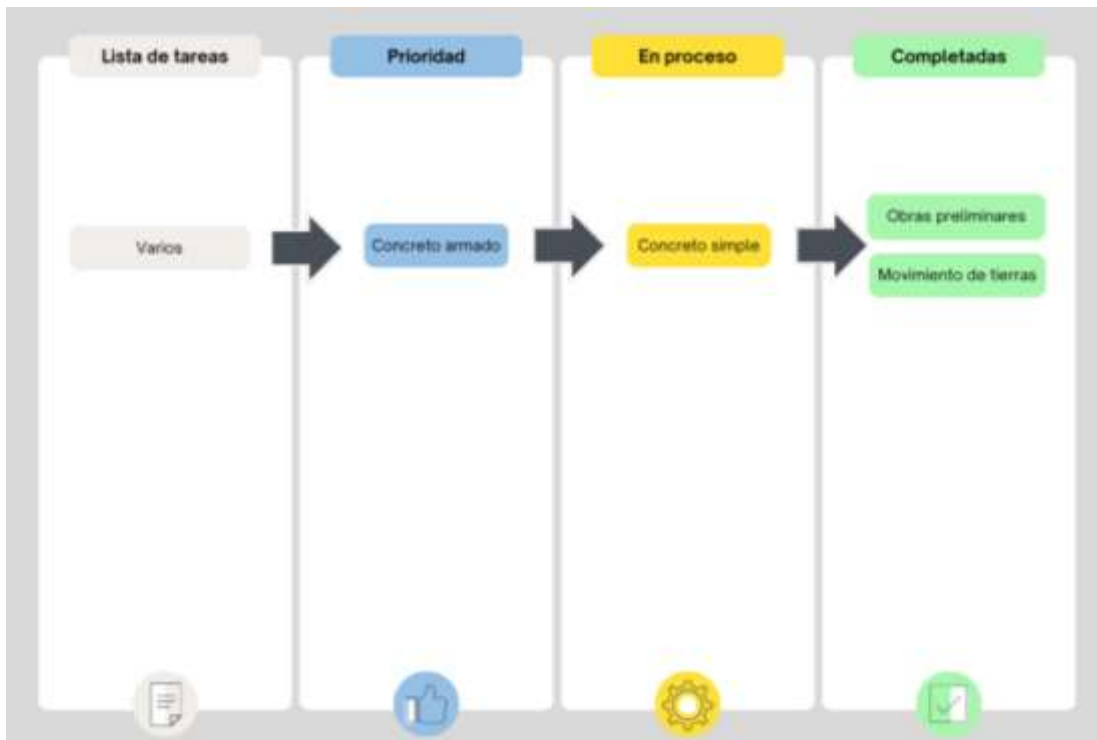 Lista de tareas
Prioridad
En proceso
Completadas
Varios
Concreto armado
Concreto simple
Obras preliminares
Movimiento de tierras